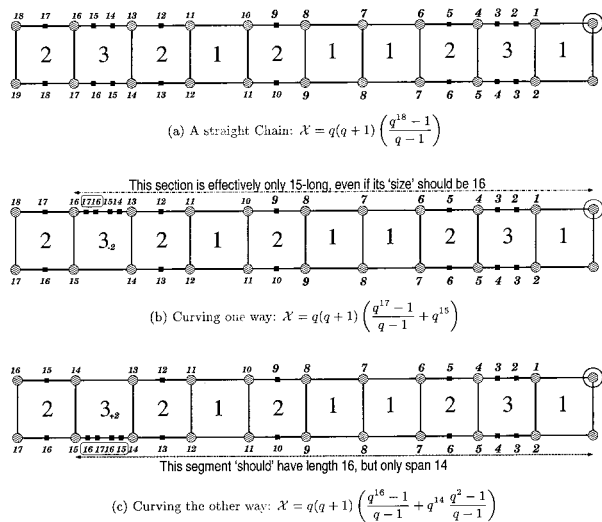 18 17 16 15 14 13 12 11 10 9 8 7 6 5 4 3 2 1
2 3 2 1 2 1 1 2 3 1
19 18 17 16 15 14 13 12 11 10 9 8 7 6 5 4 3 2
(a) A straight Chain: 𝒳 = q(q + 1) ( (q^18 − 1)/(q − 1) )
This section is effectively only 15-long, even if its 'size' should be 16
18 17 16 17 16 15 14 13 12 11 10 9 8 7 6 5 4 3 2 1
2 3-2 2 1 2 1 1 2 3 1
17 16 15 14 13 12 11 10 9 8 7 6 5 4 3 2
(b) Curving one way: 𝒳 = q(q + 1) ( (q^17 − 1)/(q − 1) + q^15 )
16 15 14 13 12 11 10 9 8 7 6 5 4 3 2 1
2 3+2 2 1 2 1 1 2 3 1
17 16 15 16 17 16 15 14 13 12 11 10 9 8 7 6 5 4 3 2
This segment 'should' have length 16, but only span 14
(c) Curving the other way: 𝒳 = q(q + 1) ( (q^16 − 1)/(q − 1) + q^14 (q^2 − 1)/(q − 1) )